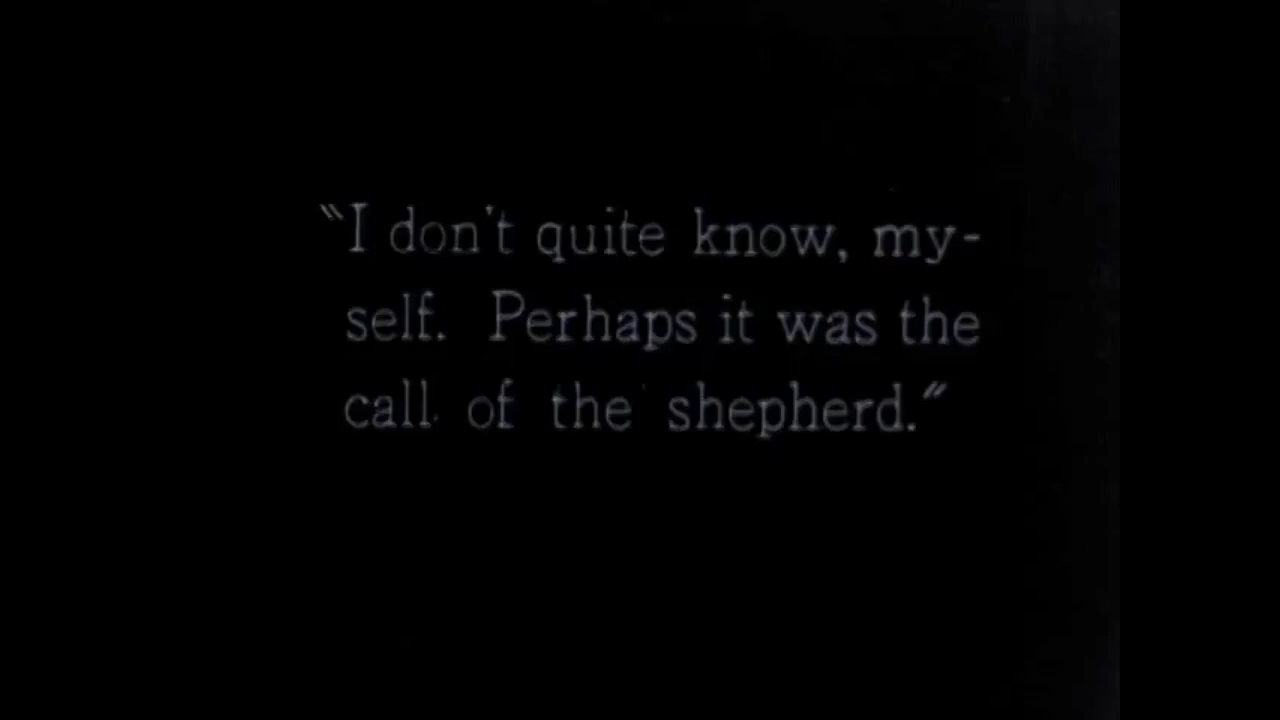 "I don't quite know, my-
self. Perhaps it was the
call of the shepherd."